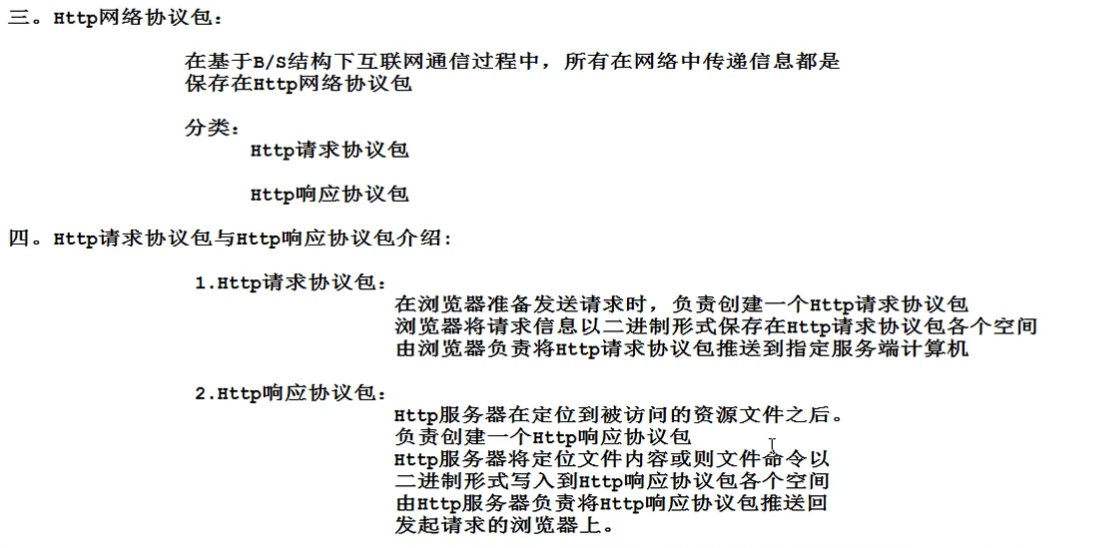 三。Http网络协议包：
在基于B/S结构下互联网通信过程中，所有在网络中传递信息都是
保存在Http网络协议包
分类：
Http请求协议包
Http响应协议包
四。Http请求协议包与Http响应协议包介绍：
1.Http请求协议包：
在浏览器准备发送请求时，负责创建一个Http请求协议包
浏览器将请求信息以二进制形式保存在Http请求协议包各个空间
由浏览器负责将Http请求协议包推送到指定服务端计算机
2.Http响应协议包：
Http服务器在定位到被访问的资源文件之后。
负责创建一个Http响应协议包
Http服务器将定位文件内容或则文件命令以
二进制形式写入到Http响应协议包各个空间
由Http服务器负责将Http响应协议包推送回
发起请求的浏览器上。